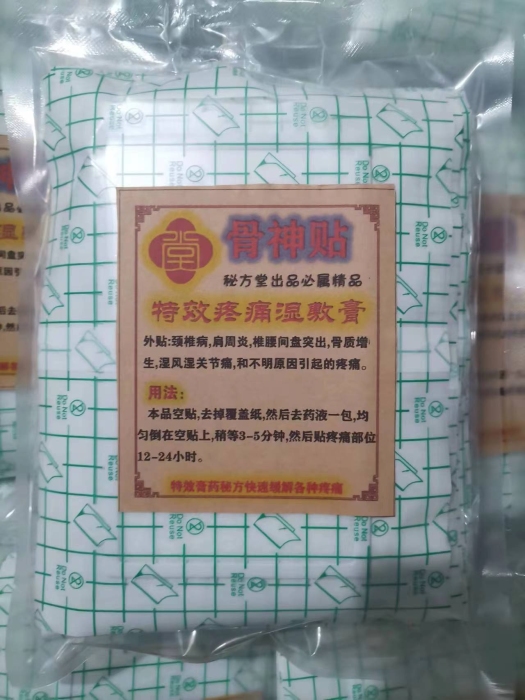 堂
骨神贴
秘方堂出品必属精品
特效疼痛湿敷膏
外贴:颈椎病,肩周炎,椎腰间盘突出,骨质增
生,湿风湿关节痛,和不明原因引起的疼痛。
用法:
本品空贴,去掉覆盖纸,然后去药液一包,均
匀倒在空贴上,稍等3-5分钟,然后贴疼痛部位
12-24小时。
特效膏药秘方快速缓解各种疼痛
Do Not
Reuse